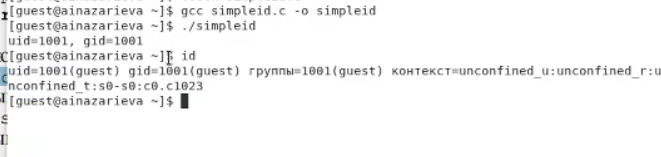 [guest@ainazarieva ~]$ gcc simpleid.c -o simpleid
[guest@ainazarieva ~]$ ./simpleid
uid=1001, gid=1001
[guest@ainazarieva ~]$ id
uid=1001(guest) gid=1001(guest) группы=1001(guest) контекст=unconfined_u:unconfined_r:u
nconfined_t:s0-s0:c0.c1023
[guest@ainazarieva ~]$